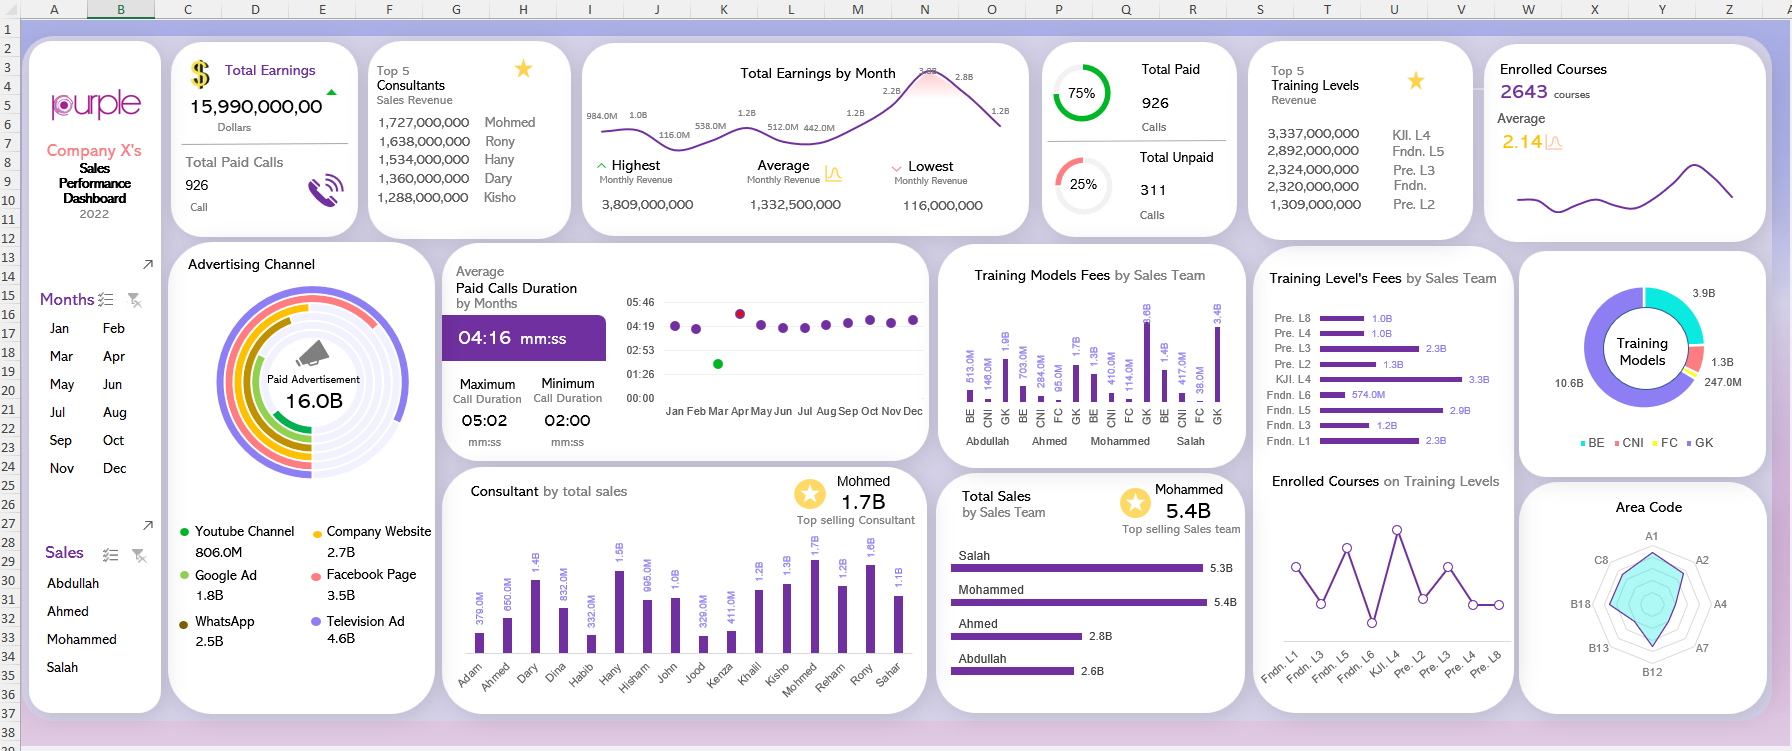 A B C D E F G H I J K L M N O P Q R S T U V W X Y Z
1
2
3
4
5
6
7
8
9
10
11
12
13
14
15
16
17
18
19
20
21
22
23
24
25
26
27
28
29
30
31
32
33
34
35
36
37
38
purple
Company X's
Sales
Performance
Dashboard
2022
Months
Jan Feb
Mar Apr
May Jun
Jul Aug
Sep Oct
Nov Dec
Sales
Abdullah
Ahmed
Mohammed
Salah
Total Earnings
15,990,000,00
Dollars
Total Paid Calls
926
Call
Top 5
Consultants
Sales Revenue
1,727,000,000 Mohmed
1,638,000,000 Rony
1,534,000,000 Hany
1,360,000,000 Dary
1,288,000,000 Kisho
Total Earnings by Month
984.0M 1.0B 116.0M 538.0M 1.2B 512.0M 442.0M 1.2B 2.2B 3.8B 2.8B 1.2B
Highest
Monthly Revenue
3,809,000,000
Average
Monthly Revenue
1,332,500,000
Lowest
Monthly Revenue
116,000,000
75%
Total Paid
926
Calls
25%
Total Unpaid
311
Calls
Top 5
Training Levels
Revenue
3,337,000,000 KJl. L4
2,892,000,000 Fndn. L5
2,324,000,000 Pre. L3
2,320,000,000 Fndn.
1,309,000,000 Pre. L2
Enrolled Courses
2643 courses
Average
2.14
Advertising Channel
Paid Advertisement
16.0B
Youtube Channel
806.0M
Company Website
2.7B
Google Ad
1.8B
Facebook Page
3.5B
WhatsApp
2.5B
Television Ad
4.6B
Average
Paid Calls Duration
by Months
04:16 mm:ss
Maximum
Call Duration
05:02
mm:ss
Minimum
Call Duration
02:00
mm:ss
05:46
04:19
02:53
01:26
00:00
Jan Feb Mar Apr May Jun Jul Aug Sep Oct Nov Dec
Training Models Fees by Sales Team
513.0M 146.0M 1.9B 703.0M 284.0M 95.0M 1.7B 1.3B 410.0M 114.0M 3.6B 1.4B 417.0M 38.0M 3.4B
BE CNI GK BE CNI FC GK BE CNI FC GK BE CNI FC GK
Abdullah Ahmed Mohammed Salah
Training Level's Fees by Sales Team
Pre. L8 1.0B
Pre. L4 1.0B
Pre. L3 2.3B
Pre. L2 1.3B
KJl. L4 3.3B
Fndn. L6 574.0M
Fndn. L5 2.9B
Fndn. L3 1.2B
Fndn. L1 2.3B
Enrolled Courses on Training Levels
Fndn. L1 Fndn. L3 Fndn. L5 Fndn. L6 KJl. L4 Pre. L2 Pre. L3 Pre. L4 Pre. L8
Training
Models
3.9B
1.3B
247.0M
10.6B
BE CNI FC GK
Consultant by total sales
Mohmed
1.7B
Top selling Consultant
379.0M 650.0M 1.4B 832.0M 332.0M 1.5B 995.0M 1.0B 329.0M 411.0M 1.2B 1.3B 1.7B 1.2B 1.6B 1.1B
Adam Ahmed Dary Dina Habib Hany Hisham John Jood Kenza Khalil Kisho Mohmed Reham Rony Sahar
Total Sales
by Sales Team
Mohammed
5.4B
Top selling Sales team
Salah
5.3B
Mohammed
5.4B
Ahmed
2.8B
Abdullah
2.6B
Area Code
A1
A2
A4
A7
B12
B13
B18
C8